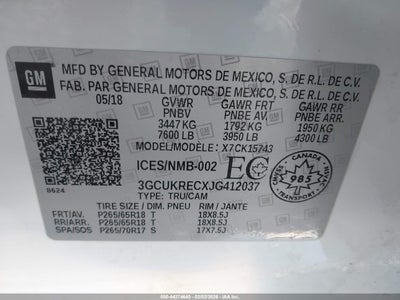 GM
MFD BY GENERAL MOTORS DE MEXICO, S. DE R.L. DE C.V.
FAB. PAR GENERAL MOTORS DE MEXICO, S. DE R.L. DE C.V.
05/18 GVWR GAWR FRT GAWR RR
PNBV PNBE AVT PNBE ARR.
3447 KG 1792 KG 1950 KG
7600 LB 3950 LB 4300 LB
MODEL/MODÈLE: X7CK15743
ICES/NMB-002 EC
CANADA
985
3GCUKRECXJG412037
8624
TYPE: TRU/CAM
TIRE SIZE / DIM. PNEU RIM / JANTE
FRT/AV. P265/65R18 T 18X8.5J
RR/ARR. P265/65R18 T 18X8.5J
SPA/SOS P265/70R17 S 17X7.5J